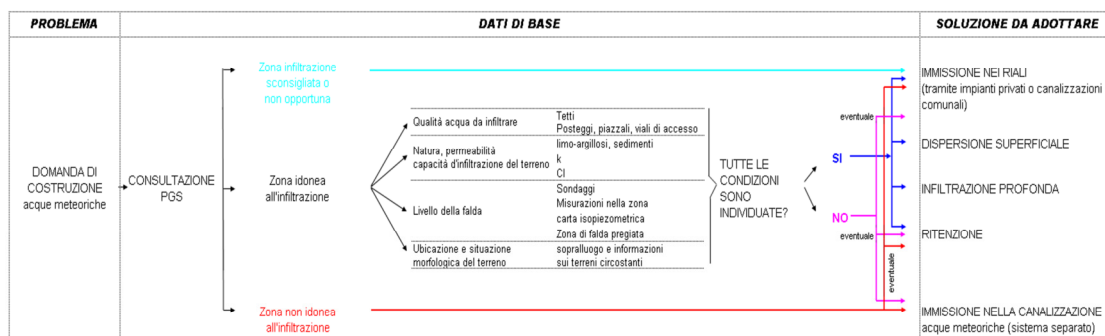 PROBLEMA
DATI DI BASE
SOLUZIONE DA ADOTTARE
DOMANDA DI
COSTRUZIONE
acque meteoriche
CONSULTAZIONE
PGS
Zona infiltrazione
sconsigliata o
non opportuna
Zona idonea
all'infiltrazione
Zona non idonea
all'infiltrazione
Qualità acqua da infiltrare
Tetti
Posteggi, piazzali, viali di accesso
Natura, permeabilità
capacità d'infiltrazione del terreno
limo-argillosi, sedimenti
k
CI
Livello della falda
Sondaggi
Misurazioni nella zona
carta isopiezometrica
Zona di falda pregiata
Ubicazione e situazione
morfologica del terreno
sopralluogo e informazioni
sui terreni circostanti
TUTTE LE
CONDIZIONI
SONO
INDIVIDUATE?
SI
NO
eventuale
eventuale
eventuale
IMMISSIONE NEI RIALI
(tramite impianti privati o canalizzazioni
comunali)
DISPERSIONE SUPERFICIALE
INFILTRAZIONE PROFONDA
RITENZIONE
IMMISSIONE NELLA CANALIZZAZIONE
acque meteoriche (sistema separato)